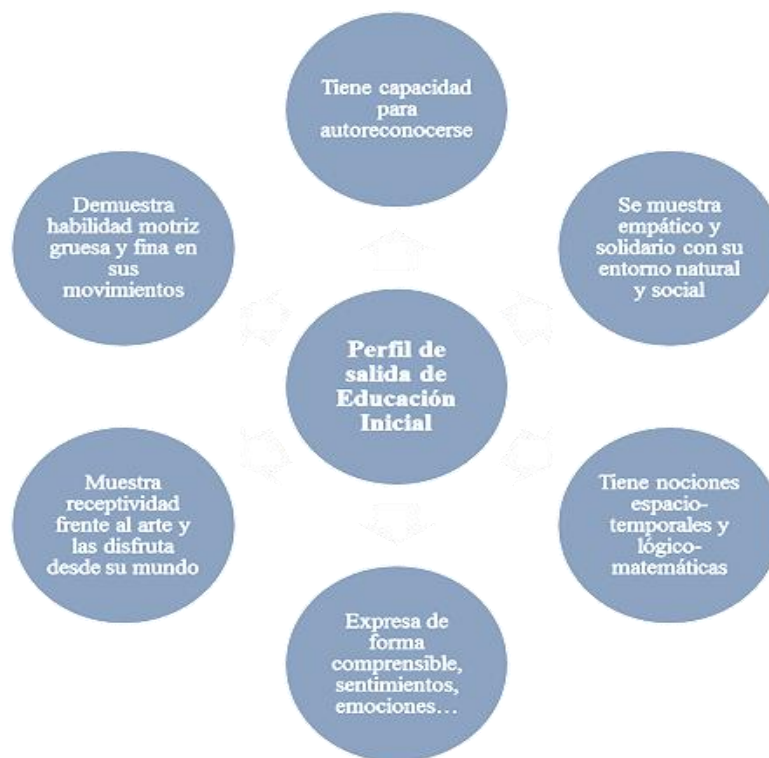 Tiene capacidad
para
autoreconocerse
Se muestra
empático y
solidario con su
entorno natural
y social
Tiene nociones
espacio-
temporales y
lógico-
matemáticas
Expresa de
forma
comprensible,
sentimientos,
emociones…
Muestra
receptividad
frente al arte y
las disfruta
desde su mundo
Demuestra
habilidad motriz
gruesa y fina en
sus
movimientos
Perfil de
salida de
Educación
Inicial